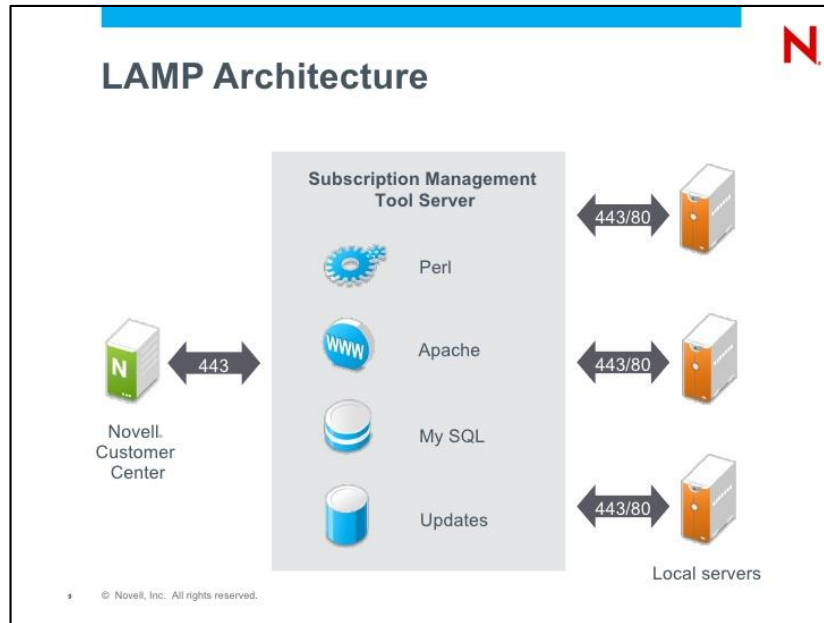 LAMP Architecture
N
Subscription Management
Tool Server
Perl
WWW
Apache
My SQL
Updates
N
443
Novell®
Customer
Center
443/80
443/80
443/80
Local servers
9 © Novell, Inc. All rights reserved.